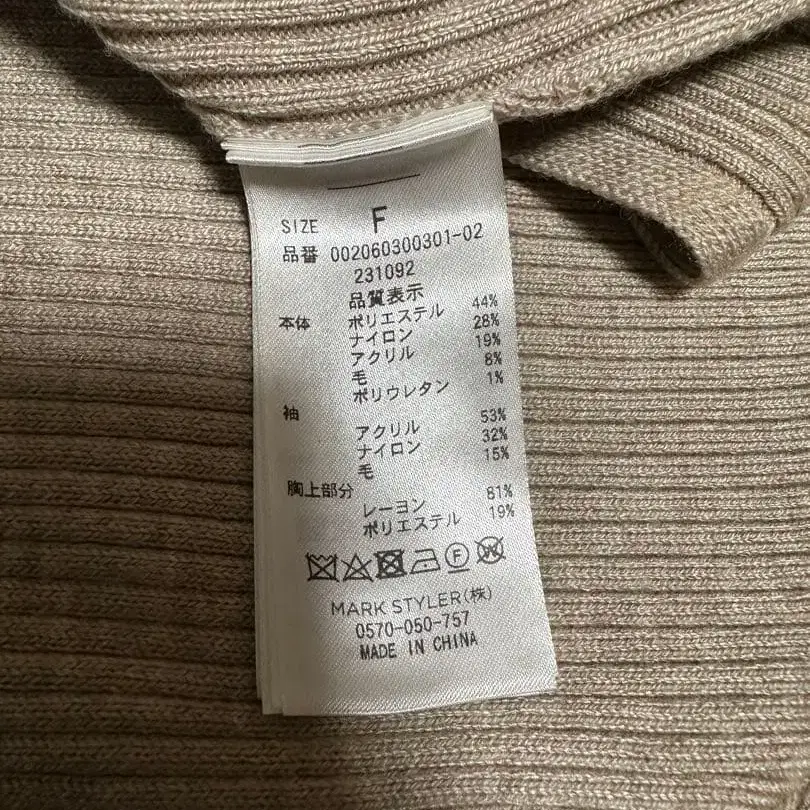 SIZE F
品番 002060300301-02
231092
品質表示
本体 ポリエステル 44%
ナイロン 28%
アクリル 19%
毛 8%
ポリウレタン 1%
袖
アクリル 53%
ナイロン 32%
毛 15%
胸上部分
レーヨン 81%
ポリエステル 19%
F W
MARK STYLER(株)
0570-050-757
MADE IN CHINA